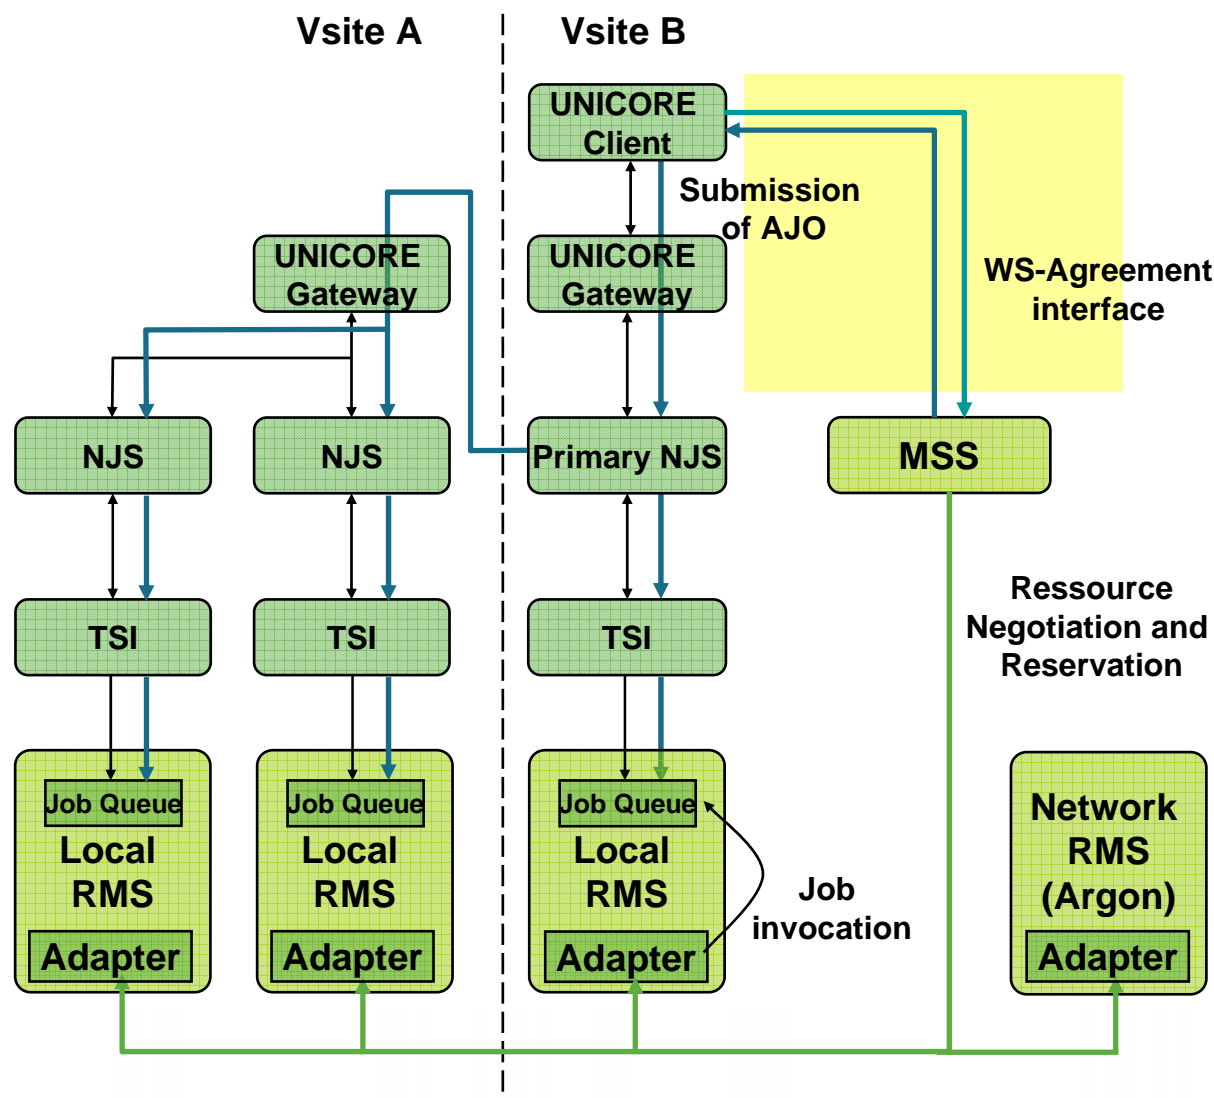 Vsite A
Vsite B
UNICORE
Client
Submission
of AJO
UNICORE
Gateway
UNICORE
Gateway
WS-Agreement
interface
NJS
NJS
Primary NJS
MSS
Ressource
Negotiation and
Reservation
TSI
TSI
TSI
Job Queue
Local
RMS
Adapter
Job Queue
Local
RMS
Adapter
Job Queue
Local
RMS
Adapter
Job
invocation
Network
RMS
(Argon)
Adapter